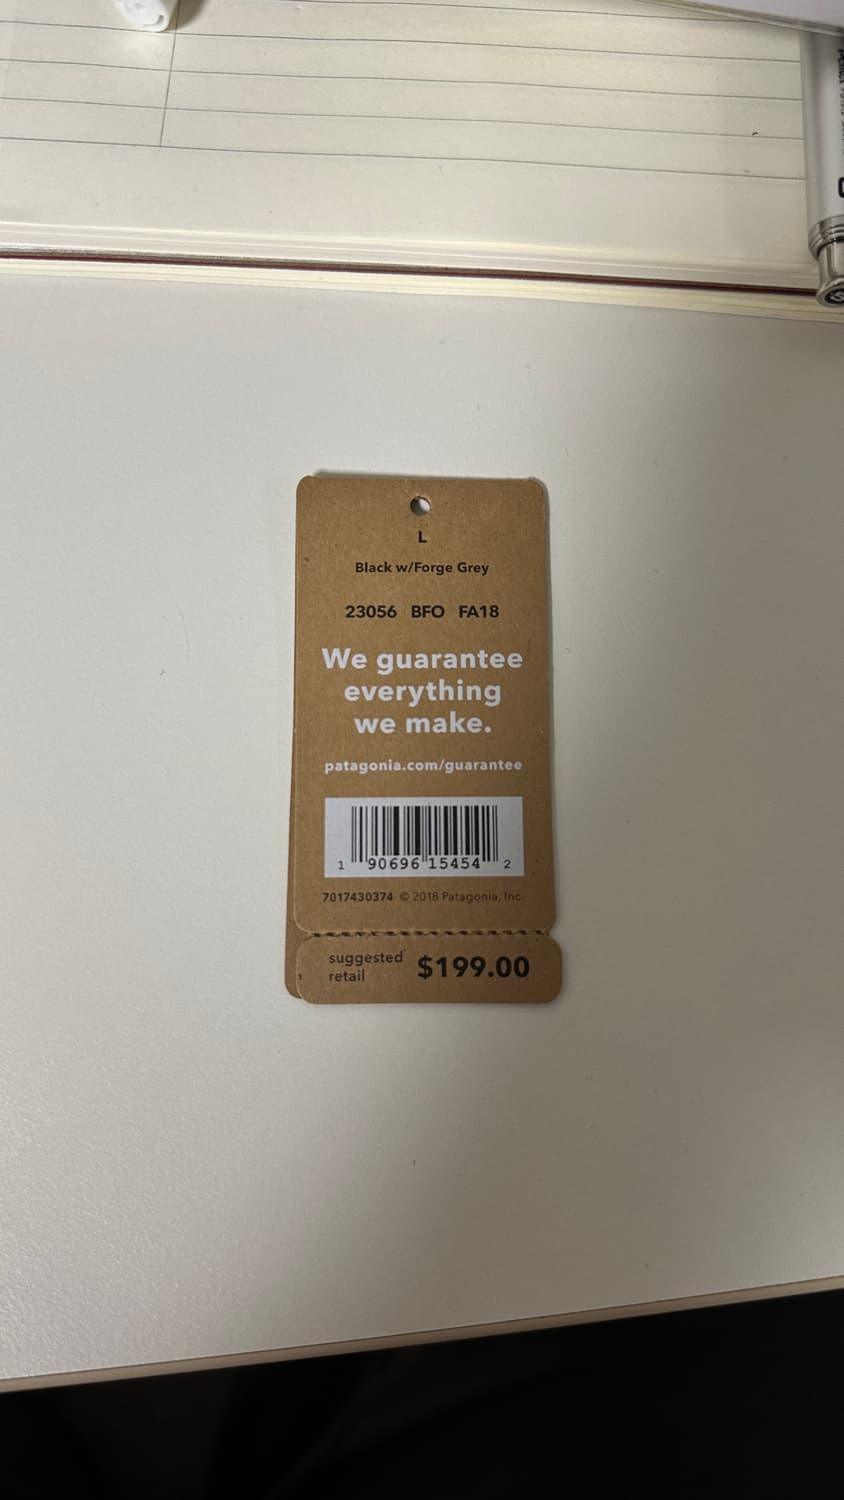 L
Black w/Forge Grey
23056 BFO FA18
We guarantee
everything
we make.
patagonia.com/guarantee
1 90696 15454 2
7017430374 © 2018 Patagonia, Inc.
suggested
retail
$199.00